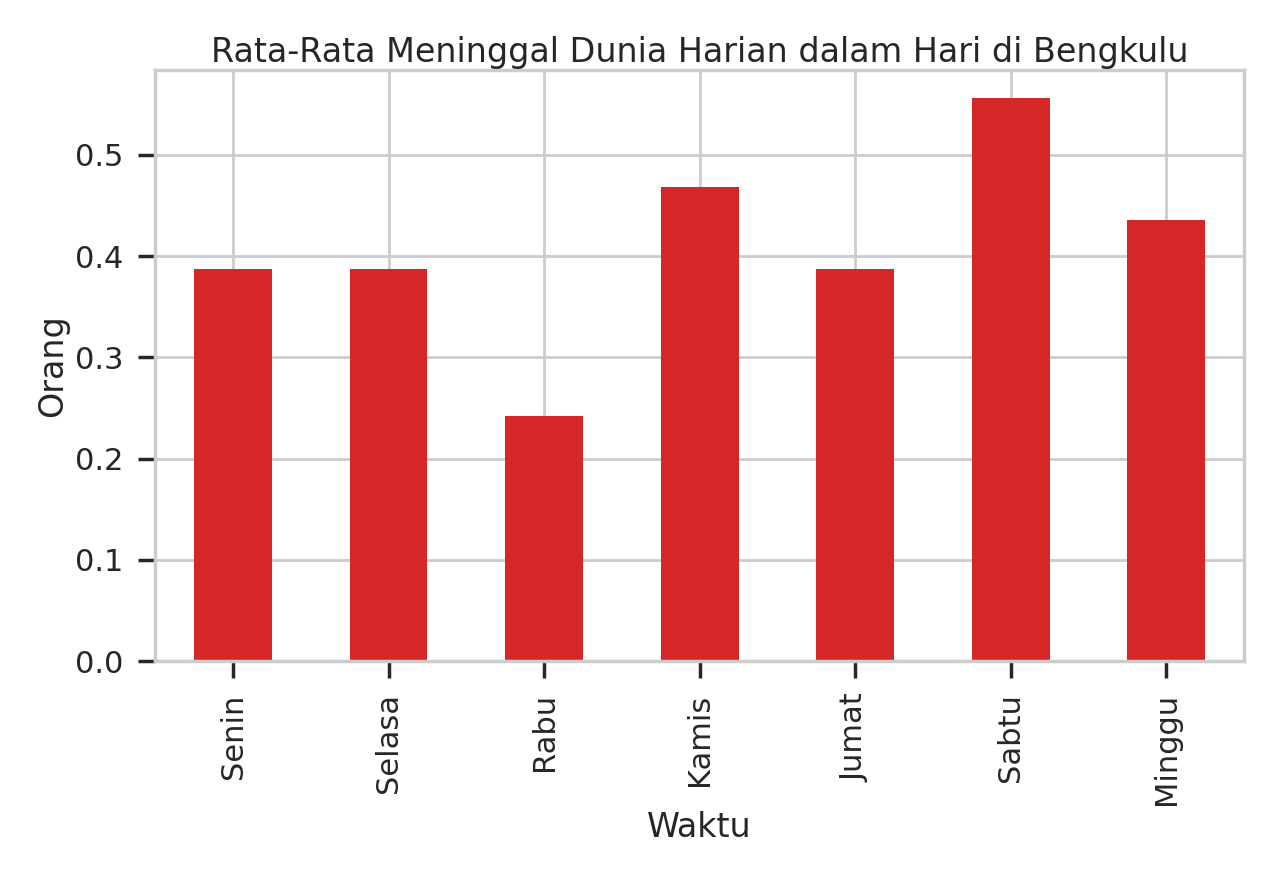 Rata-Rata Meninggal Dunia Harian dalam Hari di Bengkulu
Orang
0.5
0.4
0.3
0.2
0.1
0.0
Senin
Selasa
Rabu
Kamis
Jumat
Sabtu
Minggu
Waktu